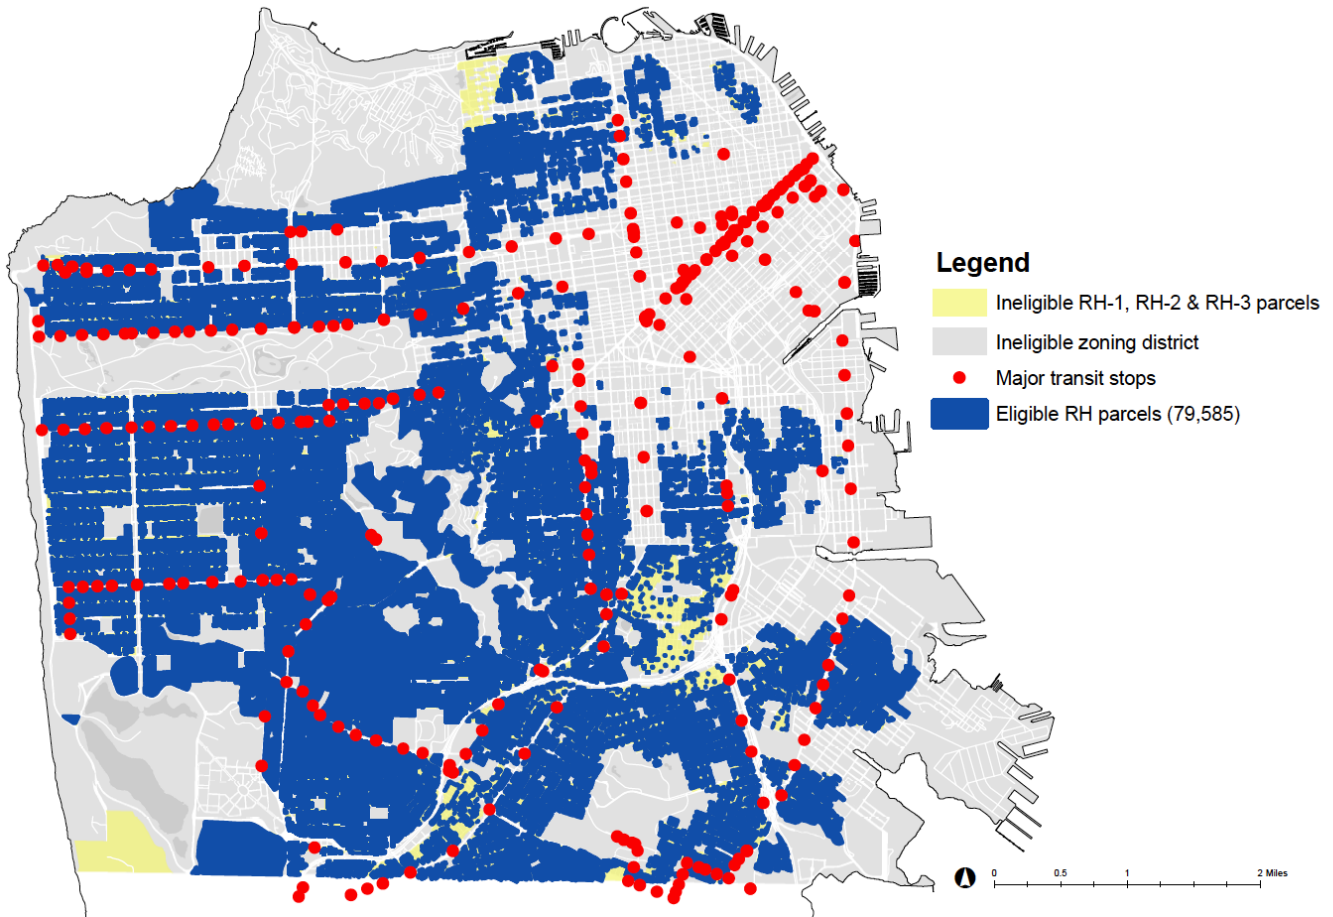 Legend
Ineligible RH-1, RH-2 & RH-3 parcels
Ineligible zoning district
Major transit stops
Eligible RH parcels (79,585)
0 0.5 1 2 Miles